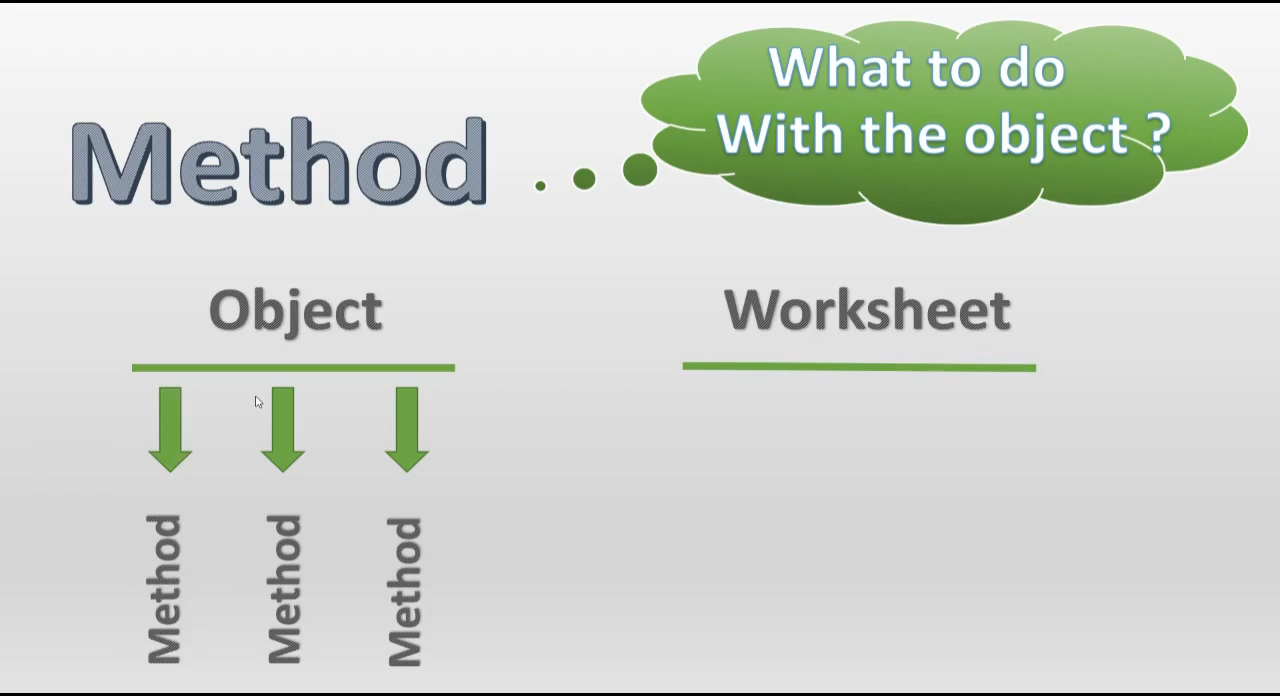 What to do
With the object ?
Method
Object
Worksheet
Method
Method
Method